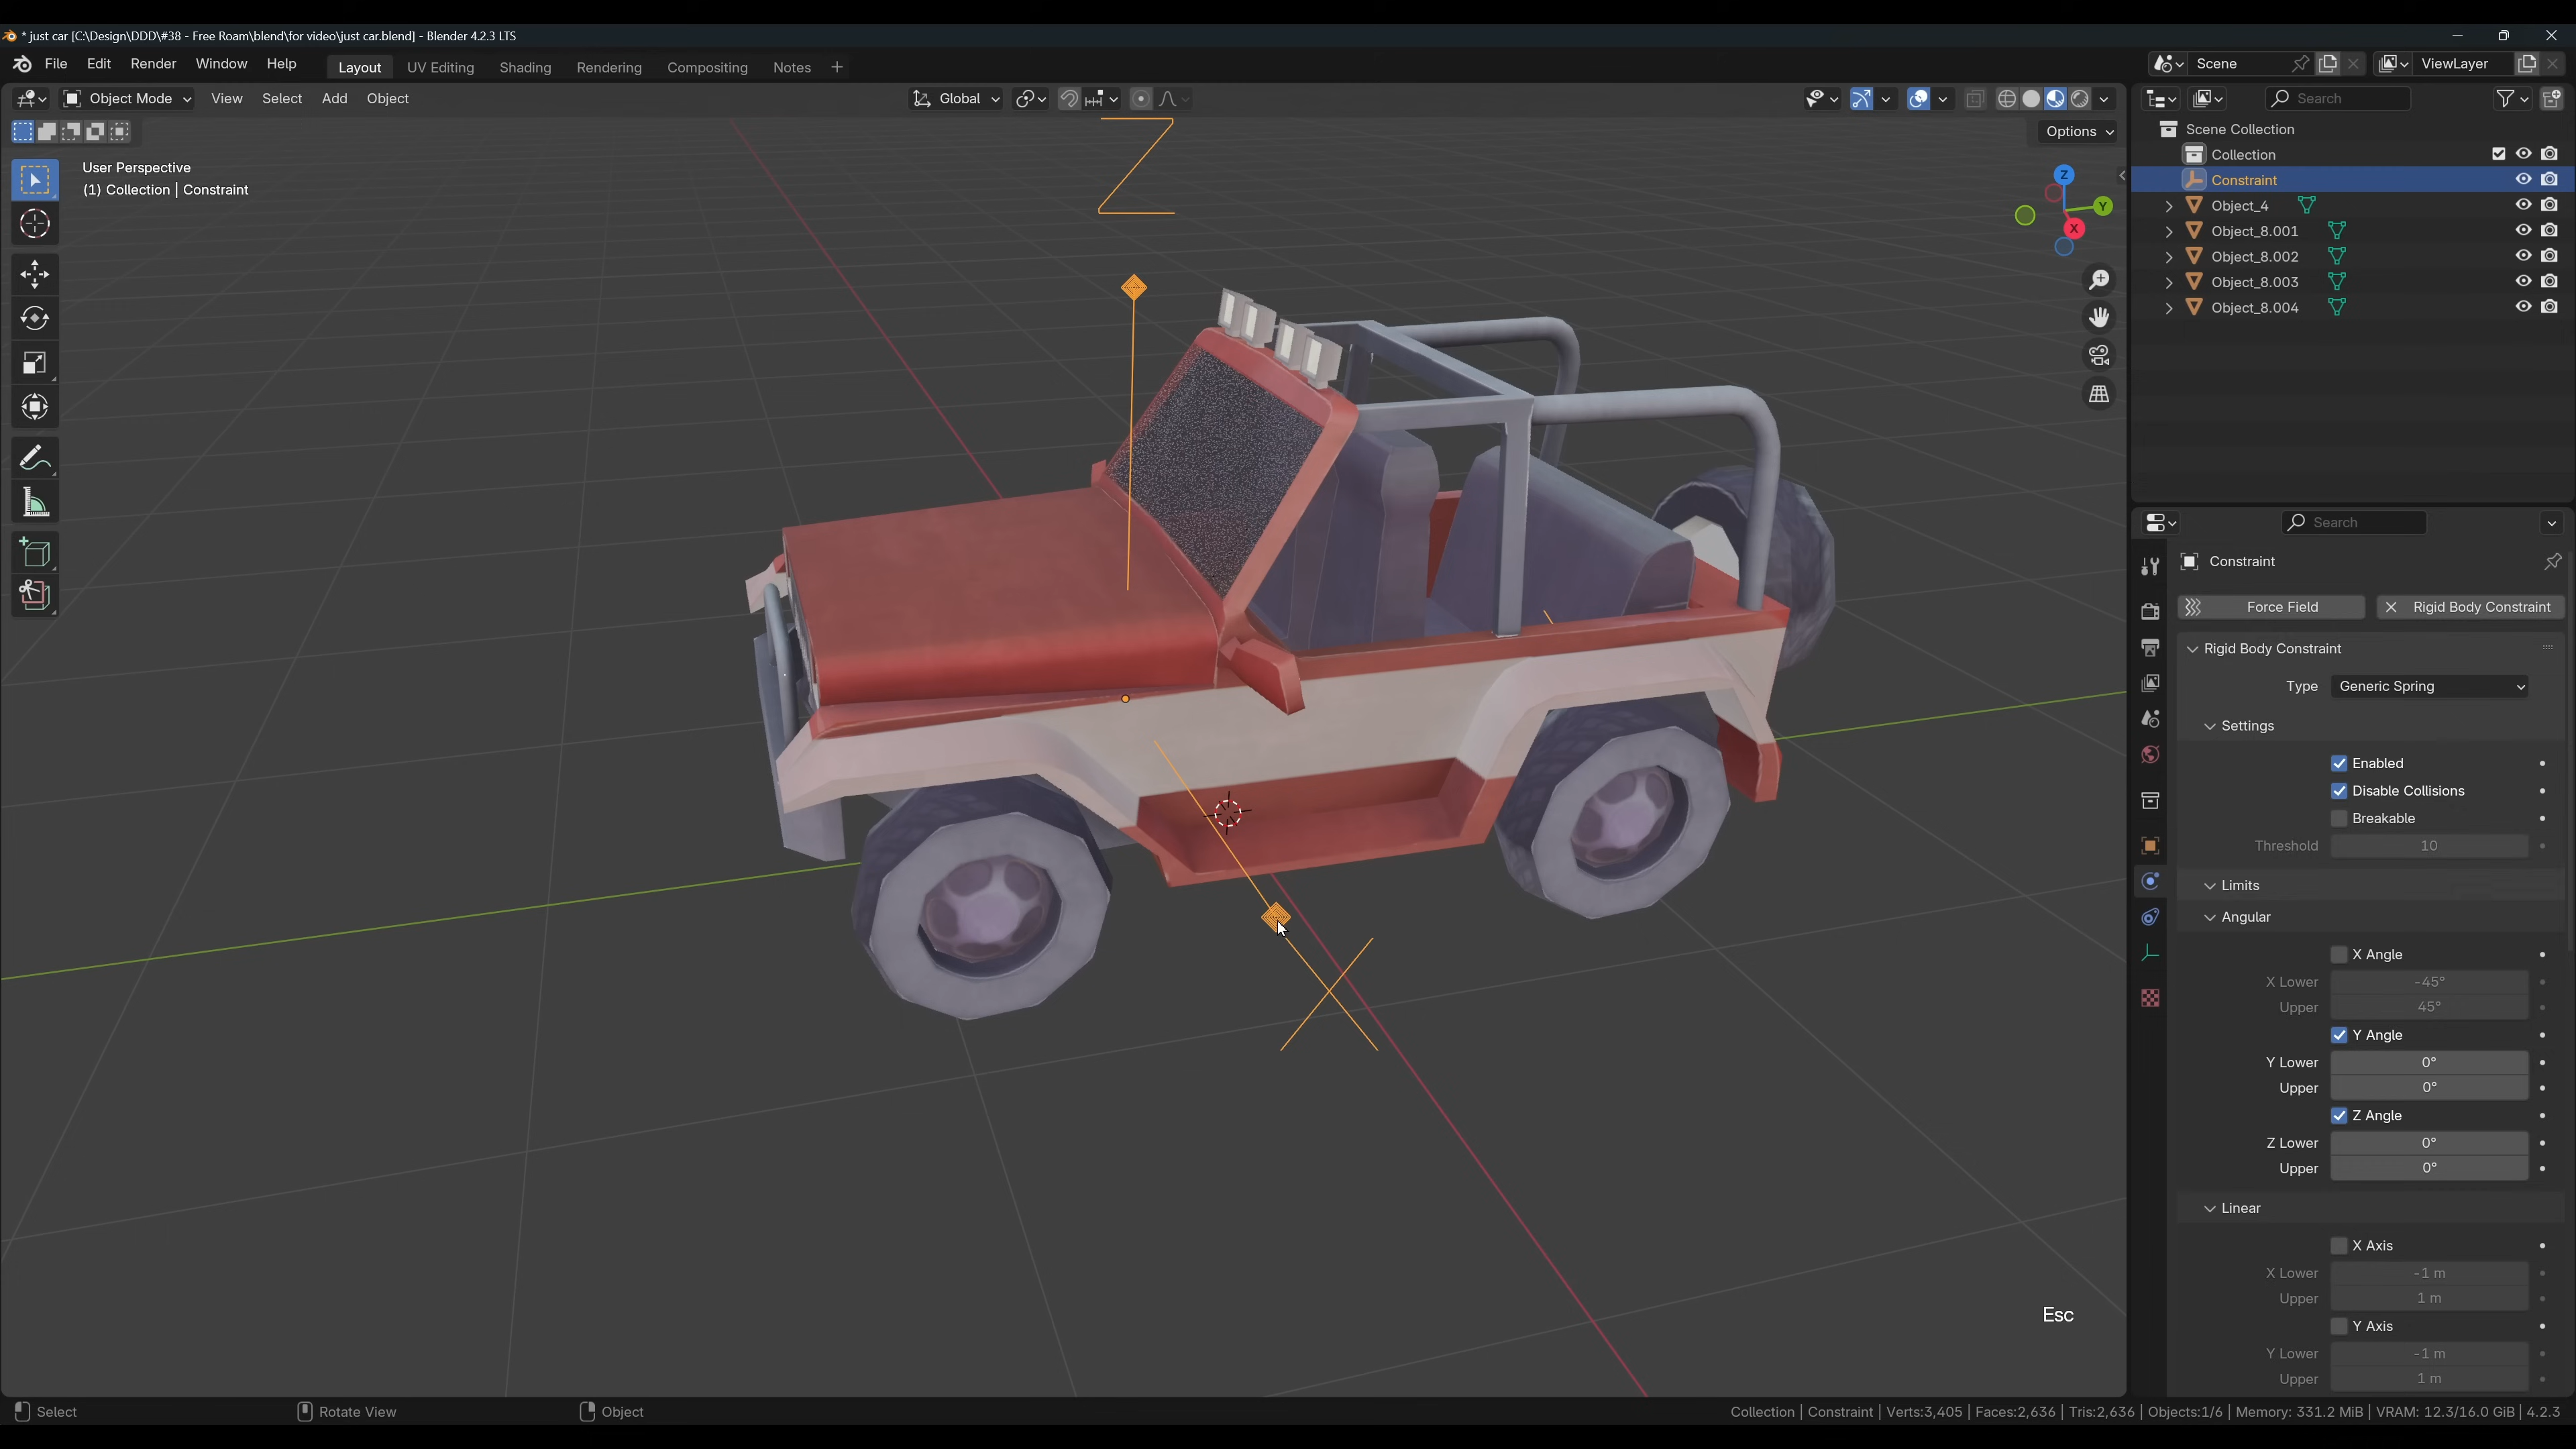 * just car [C:\Design\DDD\#38 - Free Roam\blend\for video\just car.blend] - Blender 4.2.3 LTS
File Edit Render Window Help Layout UV Editing Shading Rendering Compositing Notes + Scene ViewLayer
Object Mode View Select Add Object Global Search
Options
User Perspective
(1) Collection | Constraint
Z
Y
X
Scene Collection
Collection
Constraint
Object_4
Object_8.001
Object_8.002
Object_8.003
Object_8.004
Search
Constraint
Force Field Rigid Body Constraint
Rigid Body Constraint
Type Generic Spring
Settings
Enabled
Disable Collisions
Breakable
Threshold 10
Limits
Angular
X Angle
X Lower -45°
Upper 45°
Y Angle
Y Lower 0°
Upper 0°
Z Angle
Z Lower 0°
Upper 0°
Linear
X Axis
X Lower -1 m
Upper 1 m
Y Axis
Y Lower -1 m
Upper 1 m
Z
X
Esc
Select Rotate View Object Collection | Constraint | Verts:3,405 | Faces:2,636 | Tris:2,636 | Objects:1/6 | Memory: 331.2 MiB | VRAM: 12.3/16.0 GiB | 4.2.3